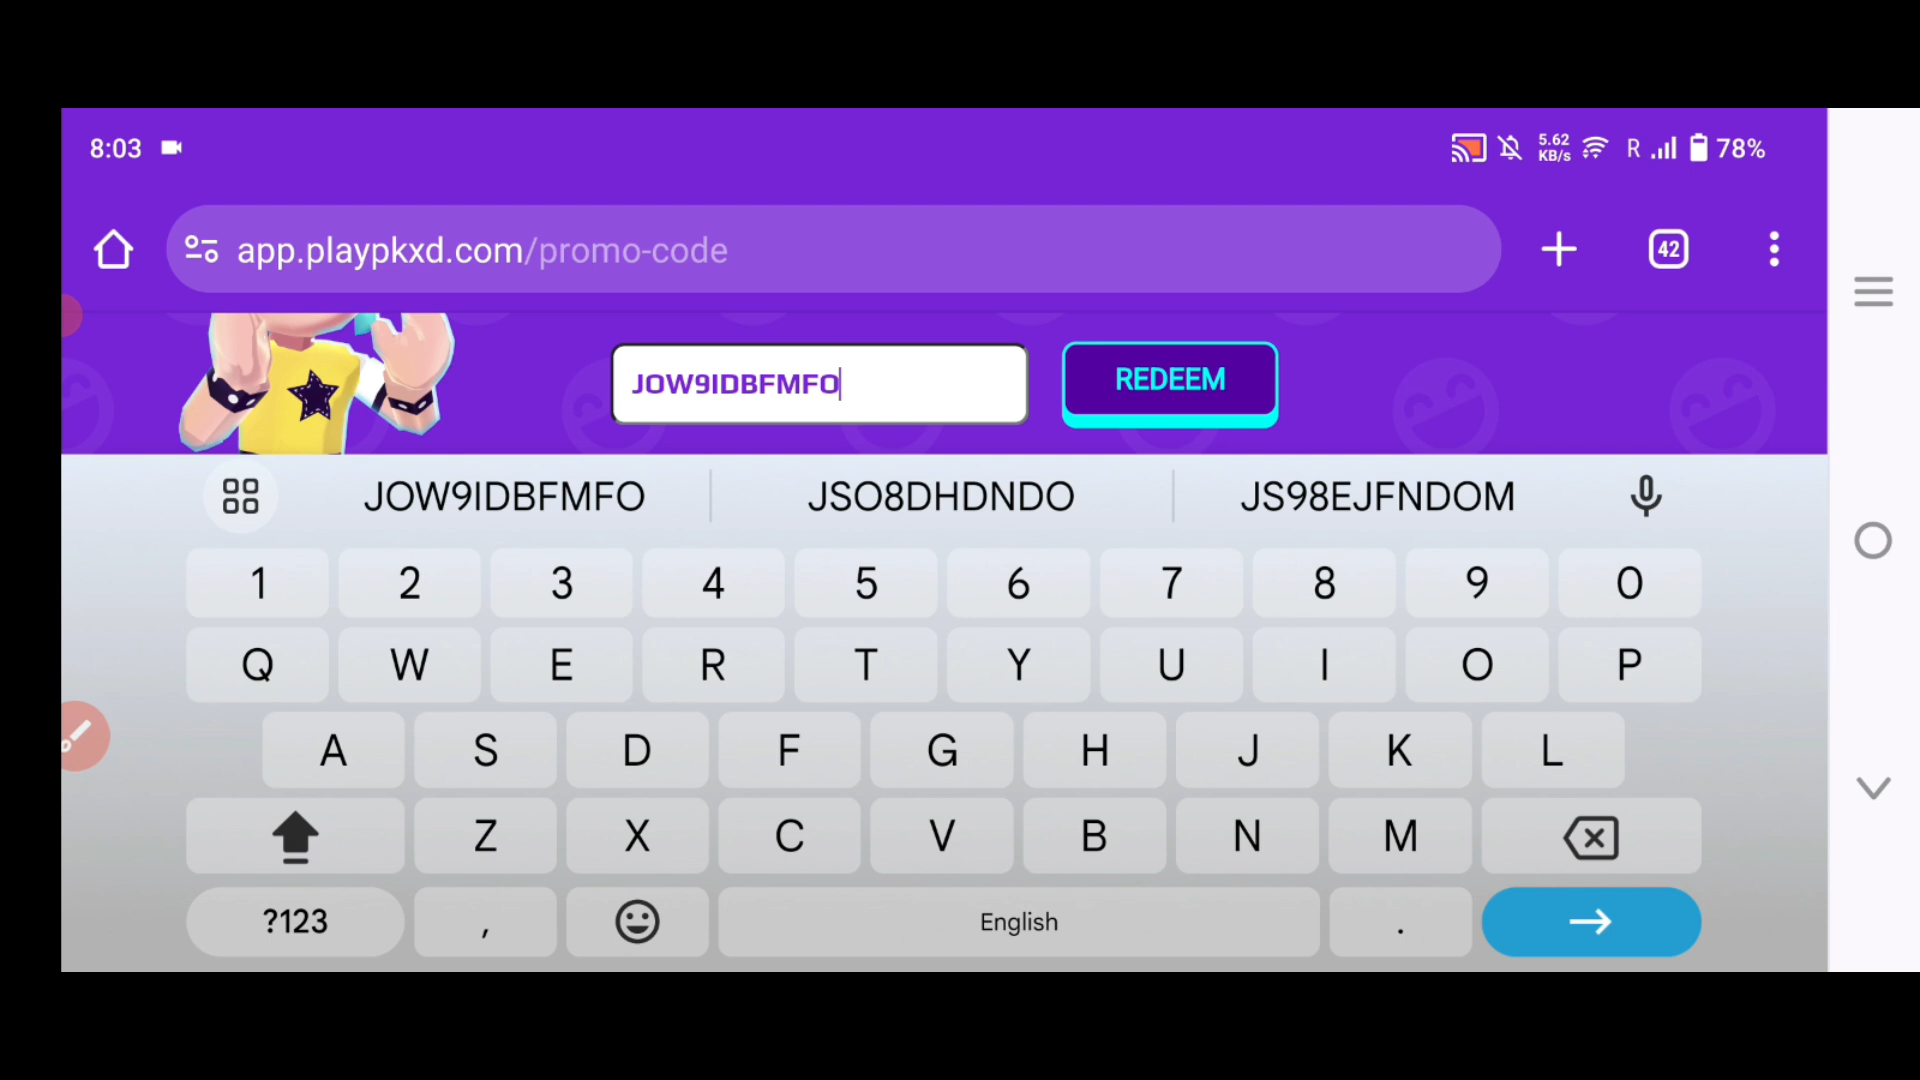 8:03 5.62 KB/s R 78%
app.playpkxd.com/promo-code 42
JOW9IDBFMFO REDEEM
JOW9IDBFMFO JSO8DHDNDO JS98EJFNDOM
1 2 3 4 5 6 7 8 9 0
Q W E R T Y U I O P
A S D F G H J K L
Z X C V B N M
?123 , English .